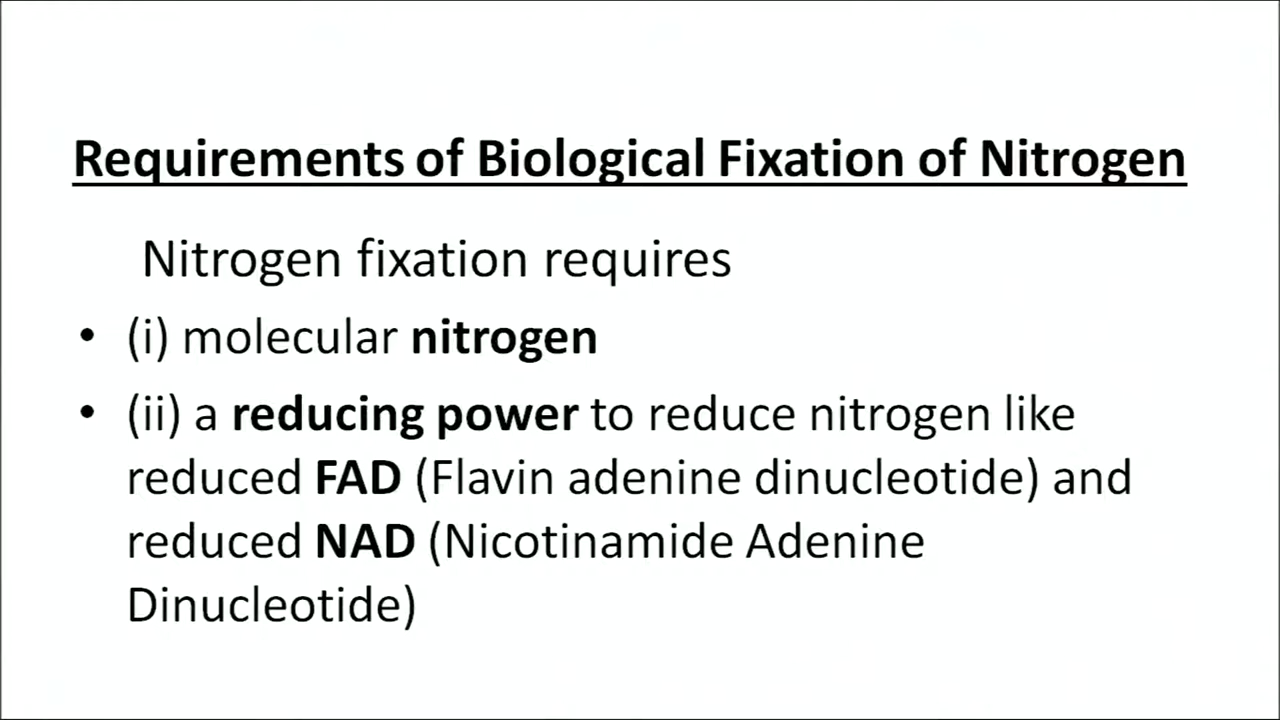 Requirements of Biological Fixation of Nitrogen
Nitrogen fixation requires
• (i) molecular nitrogen
• (ii) a reducing power to reduce nitrogen like
reduced FAD (Flavin adenine dinucleotide) and
reduced NAD (Nicotinamide Adenine
Dinucleotide)